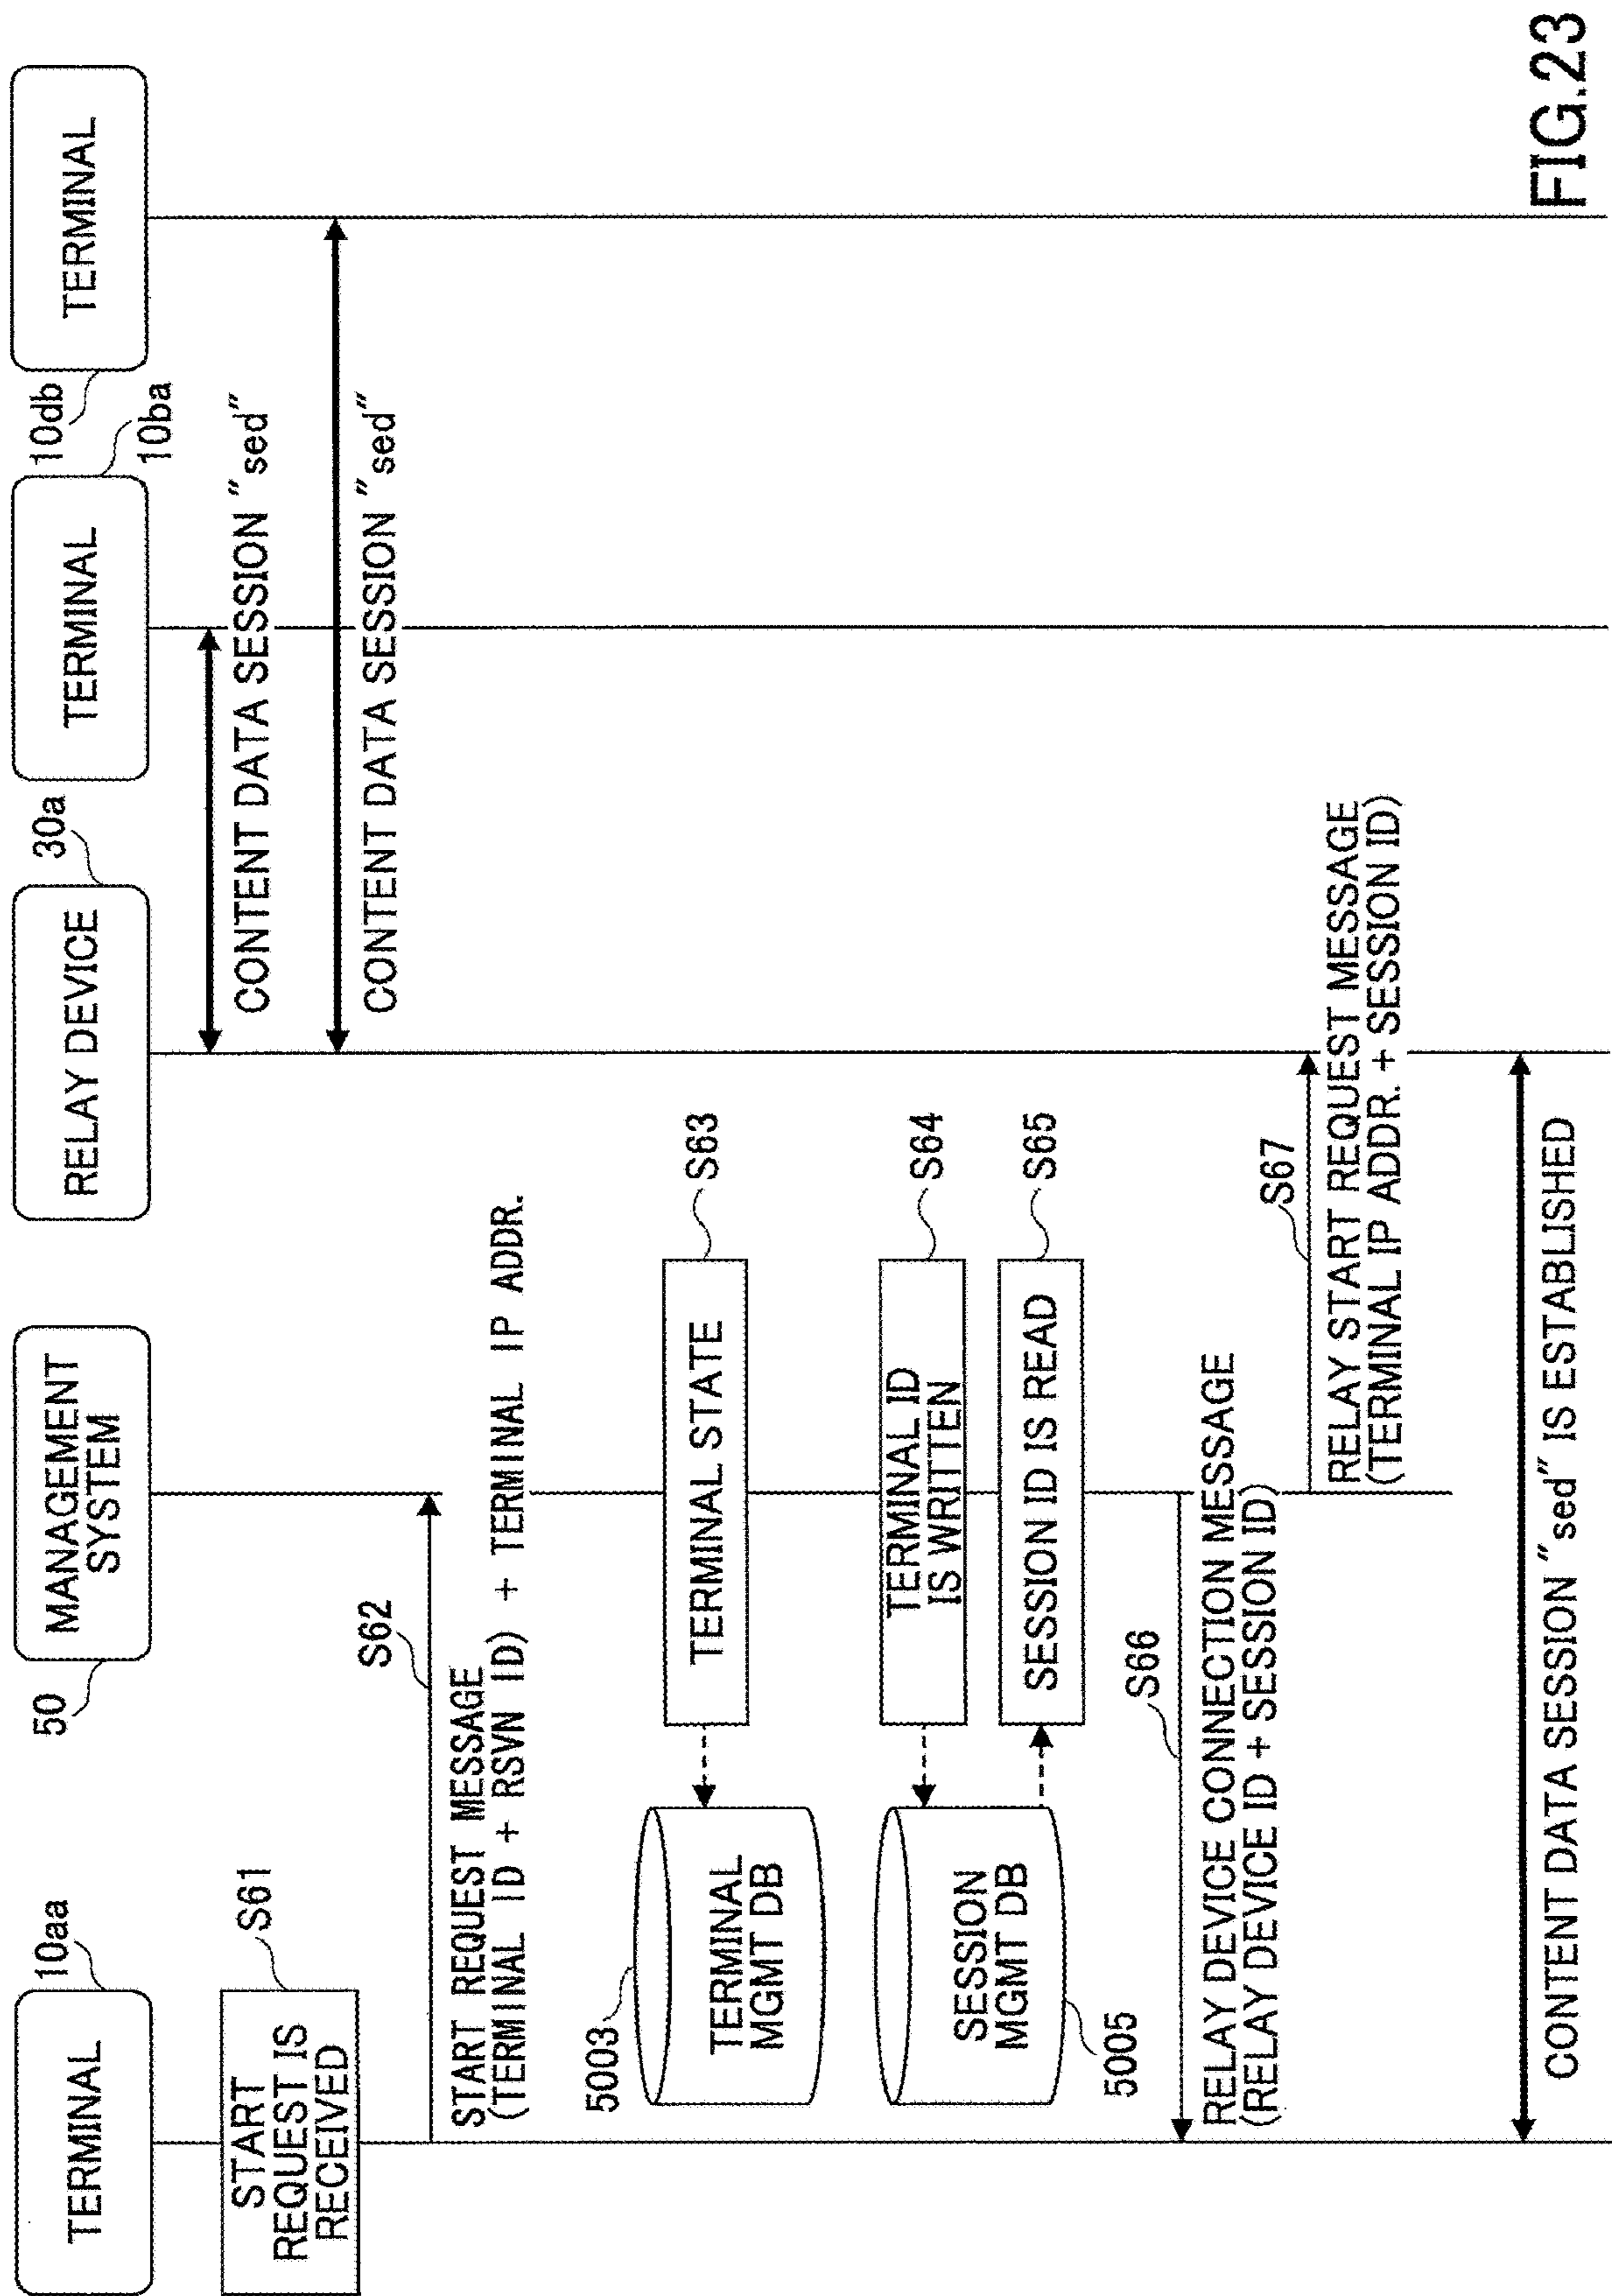 TERMINAL
10aa
50
MANAGEMENT
SYSTEM
RELAY DEVICE
30a
TERMINAL
10ba
10db
TERMINAL
START
REQUEST IS
RECEIVED
S61
CONTENT DATA SESSION "sed"
CONTENT DATA SESSION "sed"
S62
START REQUEST MESSAGE
(TERMINAL ID + RSVN ID) + TERMINAL IP ADDR.
5003
TERMINAL
MGMT DB
TERMINAL STATE
S63
SESSION
MGMT DB
5005
TERMINAL ID
IS WRITTEN
S64
SESSION ID IS READ
S65
S66
RELAY DEVICE CONNECTION MESSAGE
(RELAY DEVICE ID + SESSION ID)
S67
RELAY START REQUEST MESSAGE
(TERMINAL IP ADDR. + SESSION ID)
CONTENT DATA SESSION "sed" IS ESTABLISHED
FIG.23